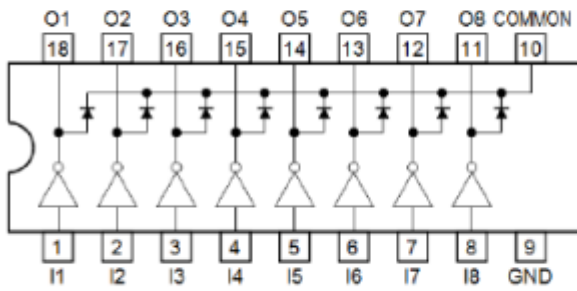 O1 O2 O3 O4 O5 O6 O7 O8 COMMON
18 17 16 15 14 13 12 11 10
1 2 3 4 5 6 7 8 9
I1 I2 I3 I4 I5 I6 I7 I8 GND